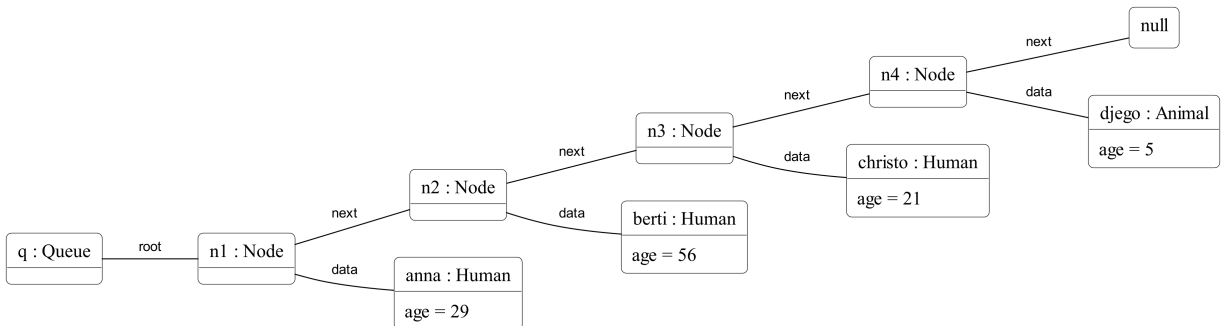 null
next
n4 : Node
next
data
djego : Animal
age = 5
n3 : Node
next
data
christo : Human
age = 21
n2 : Node
next
data
berti : Human
age = 56
q : Queue
root
n1 : Node
data
anna : Human
age = 29